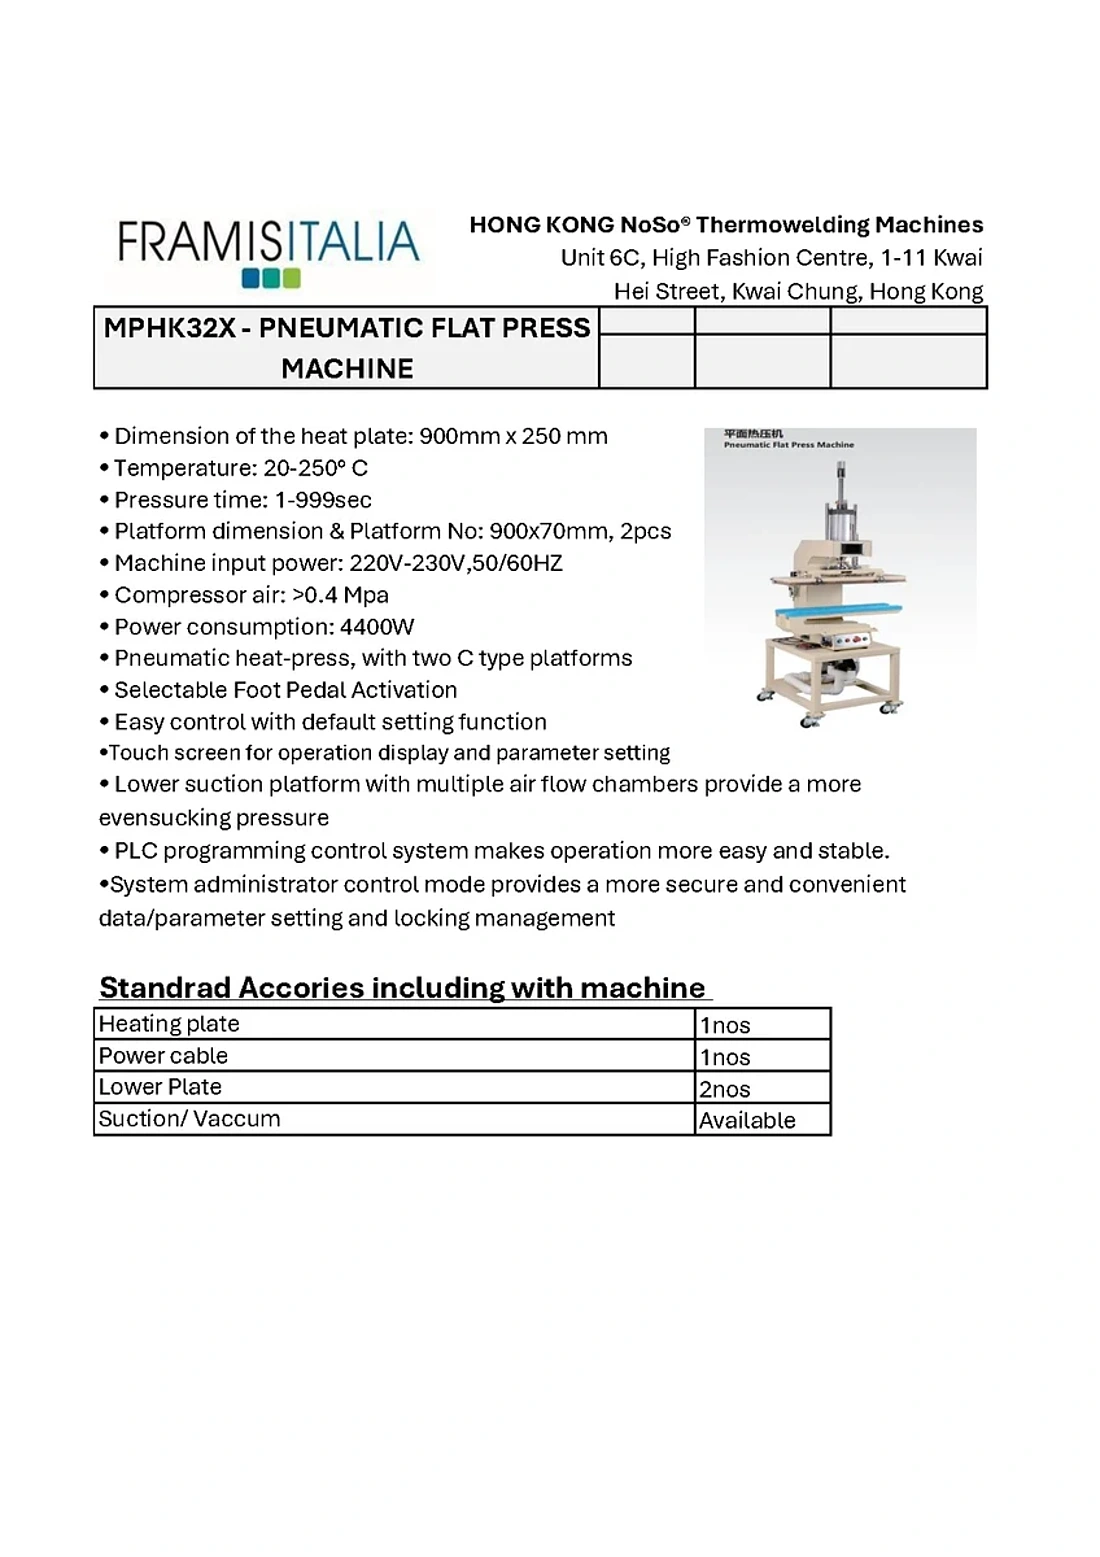 FRAMISITALIA
HONG KONG NoSo® Thermowelding Machines
Unit 6C, High Fashion Centre, 1-11 Kwai
Hei Street, Kwai Chung, Hong Kong
MPHK32X - PNEUMATIC FLAT PRESS
MACHINE
• Dimension of the heat plate: 900mm x 250 mm
• Temperature: 20-250° C
• Pressure time: 1-999sec
• Platform dimension & Platform No: 900x70mm, 2pcs
• Machine input power: 220V-230V,50/60HZ
• Compressor air: >0.4 Mpa
• Power consumption: 4400W
• Pneumatic heat-press, with two C type platforms
• Selectable Foot Pedal Activation
• Easy control with default setting function
•Touch screen for operation display and parameter setting
• Lower suction platform with multiple air flow chambers provide a more
evensucking pressure
• PLC programming control system makes operation more easy and stable.
•System administrator control mode provides a more secure and convenient
data/parameter setting and locking management
平面热压机
Pneumatic Flat Press Machine
Standrad Accories including with machine
Heating plate 1nos
Power cable 1nos
Lower Plate 2nos
Suction/ Vaccum Available